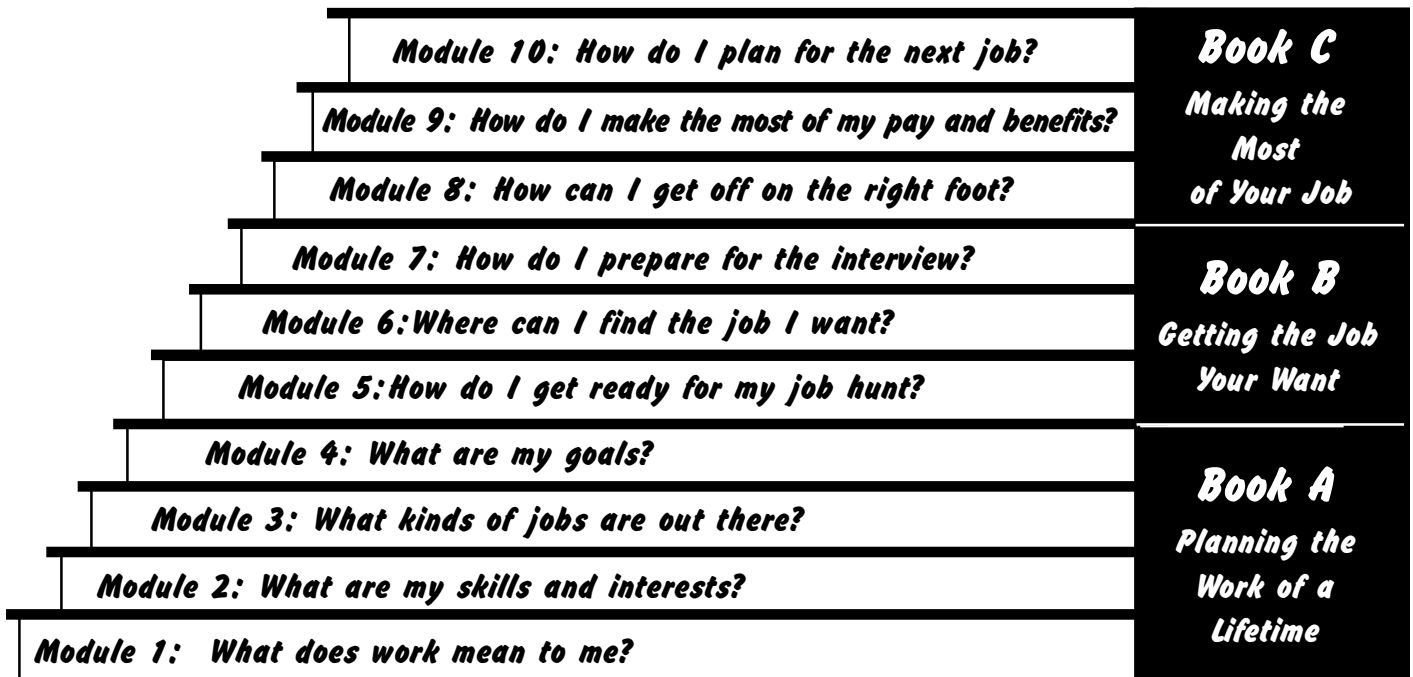 Module 10: How do I plan for the next job?
Module 9: How do I make the most of my pay and benefits?
Module 8: How can I get off on the right foot?
Book C
Making the
Most
of Your Job
Module 7: How do I prepare for the interview?
Module 6:Where can I find the job I want?
Module 5:How do I get ready for my job hunt?
Book B
Getting the Job
Your Want
Module 4: What are my goals?
Module 3: What kinds of jobs are out there?
Module 2: What are my skills and interests?
Module 1: What does work mean to me?
Book A
Planning the
Work of a
Lifetime